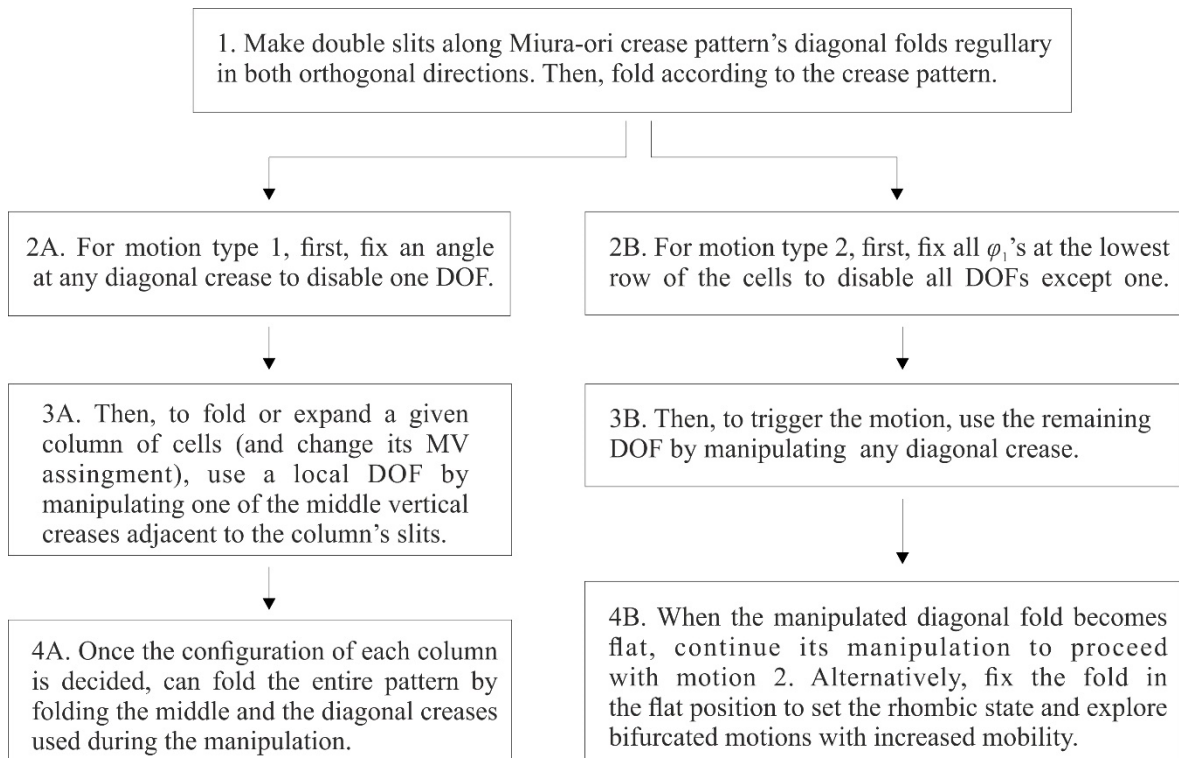 1. Make double slits along Miura-ori crease pattern's diagonal folds regullary
in both orthogonal directions. Then, fold according to the crease pattern.
2A. For motion type 1, first, fix an angle
at any diagonal crease to disable one DOF.
3A. Then, to fold or expand a given
column of cells (and change its MV
assingment), use a local DOF by
manipulating one of the middle vertical
creases adjacent to the column's slits.
4A. Once the configuration of each column
is decided, can fold the entire pattern by
folding the middle and the diagonal creases
used during the manipulation.
2B. For motion type 2, first, fix all φ₁'s at the lowest
row of the cells to disable all DOFs except one.
3B. Then, to trigger the motion, use the remaining
DOF by manipulating any diagonal crease.
4B. When the manipulated diagonal fold becomes
flat, continue its manipulation to proceed
with motion 2. Alternatively, fix the fold in
the flat position to set the rhombic state and explore
bifurcated motions with increased mobility.